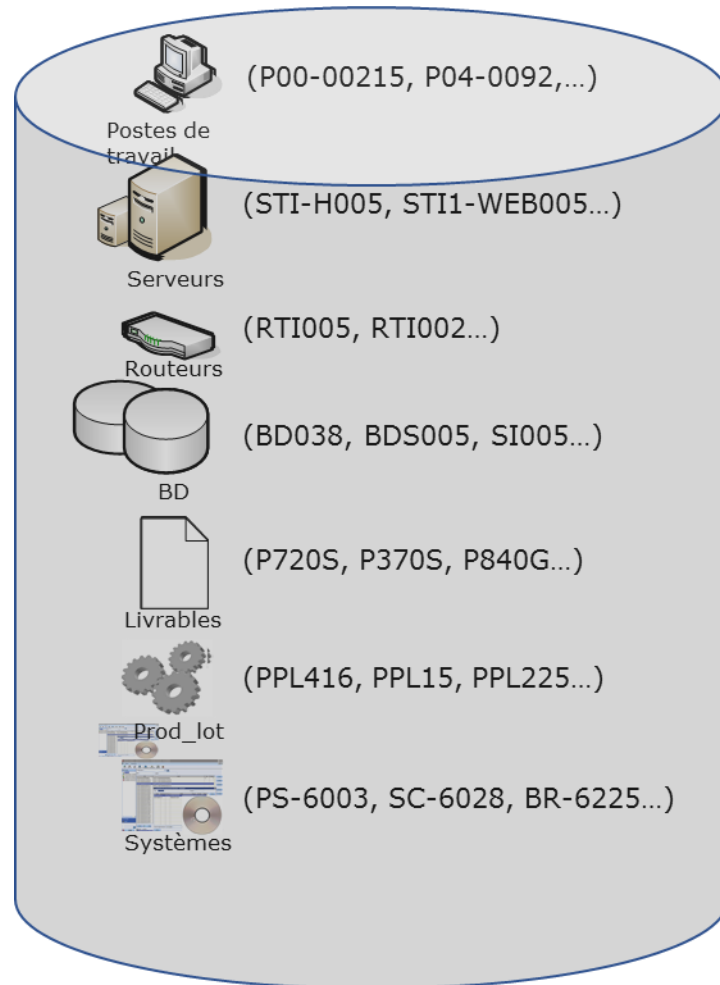 (P00-00215, P04-0092,…)
Postes de
travail
(STI-H005, STI1-WEB005…)
Serveurs
(RTI005, RTI002…)
Routeurs
(BD038, BDS005, SI005…)
BD
(P720S, P370S, P840G…)
Livrables
(PPL416, PPL15, PPL225…)
Prod_lot
(PS-6003, SC-6028, BR-6225…)
Systèmes